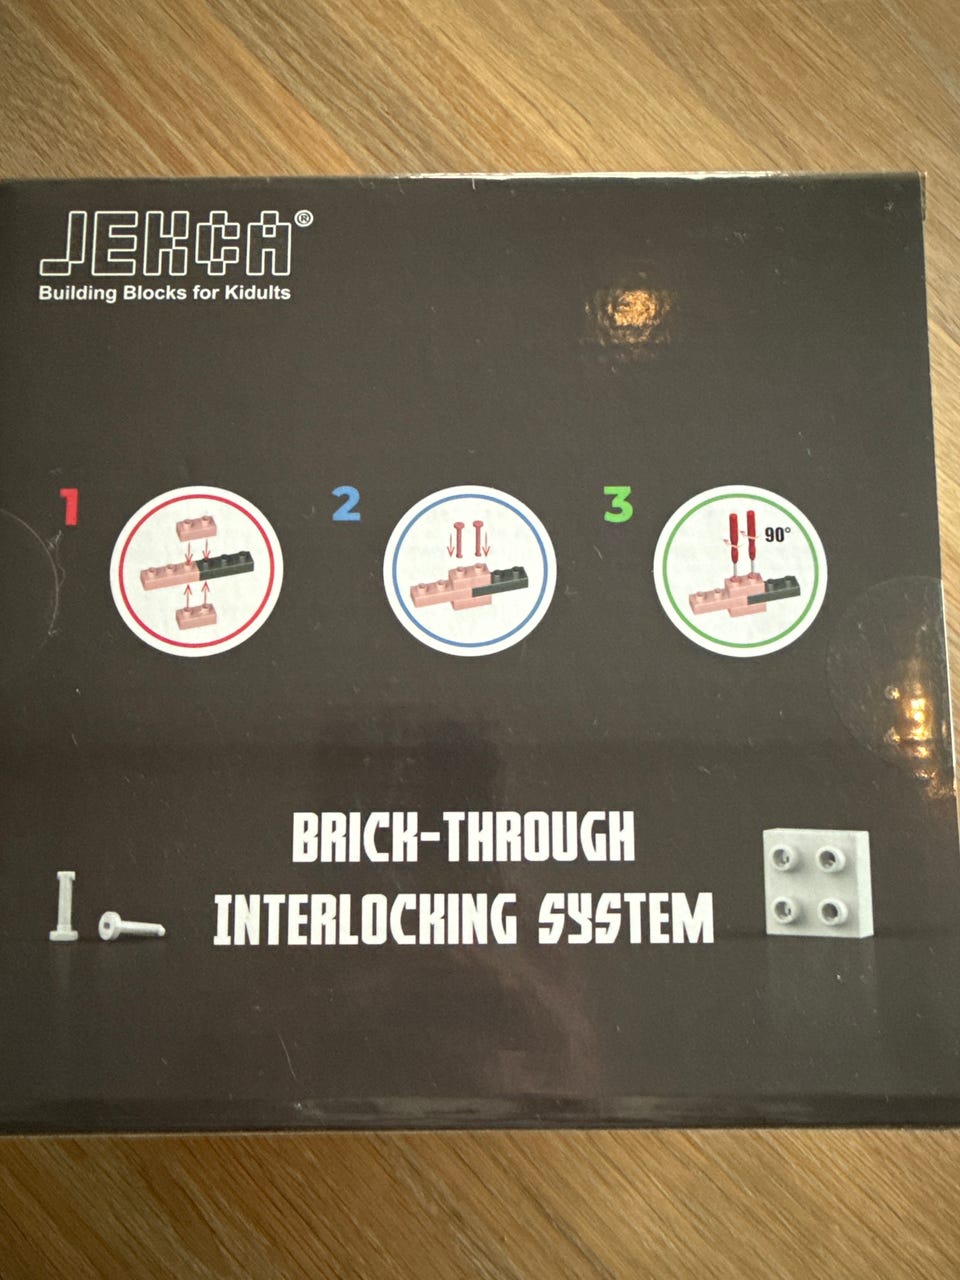 JEKCA®
Building Blocks for Kidults
1
2
3
90°
BRICK-THROUGH
INTERLOCKING SYSTEM